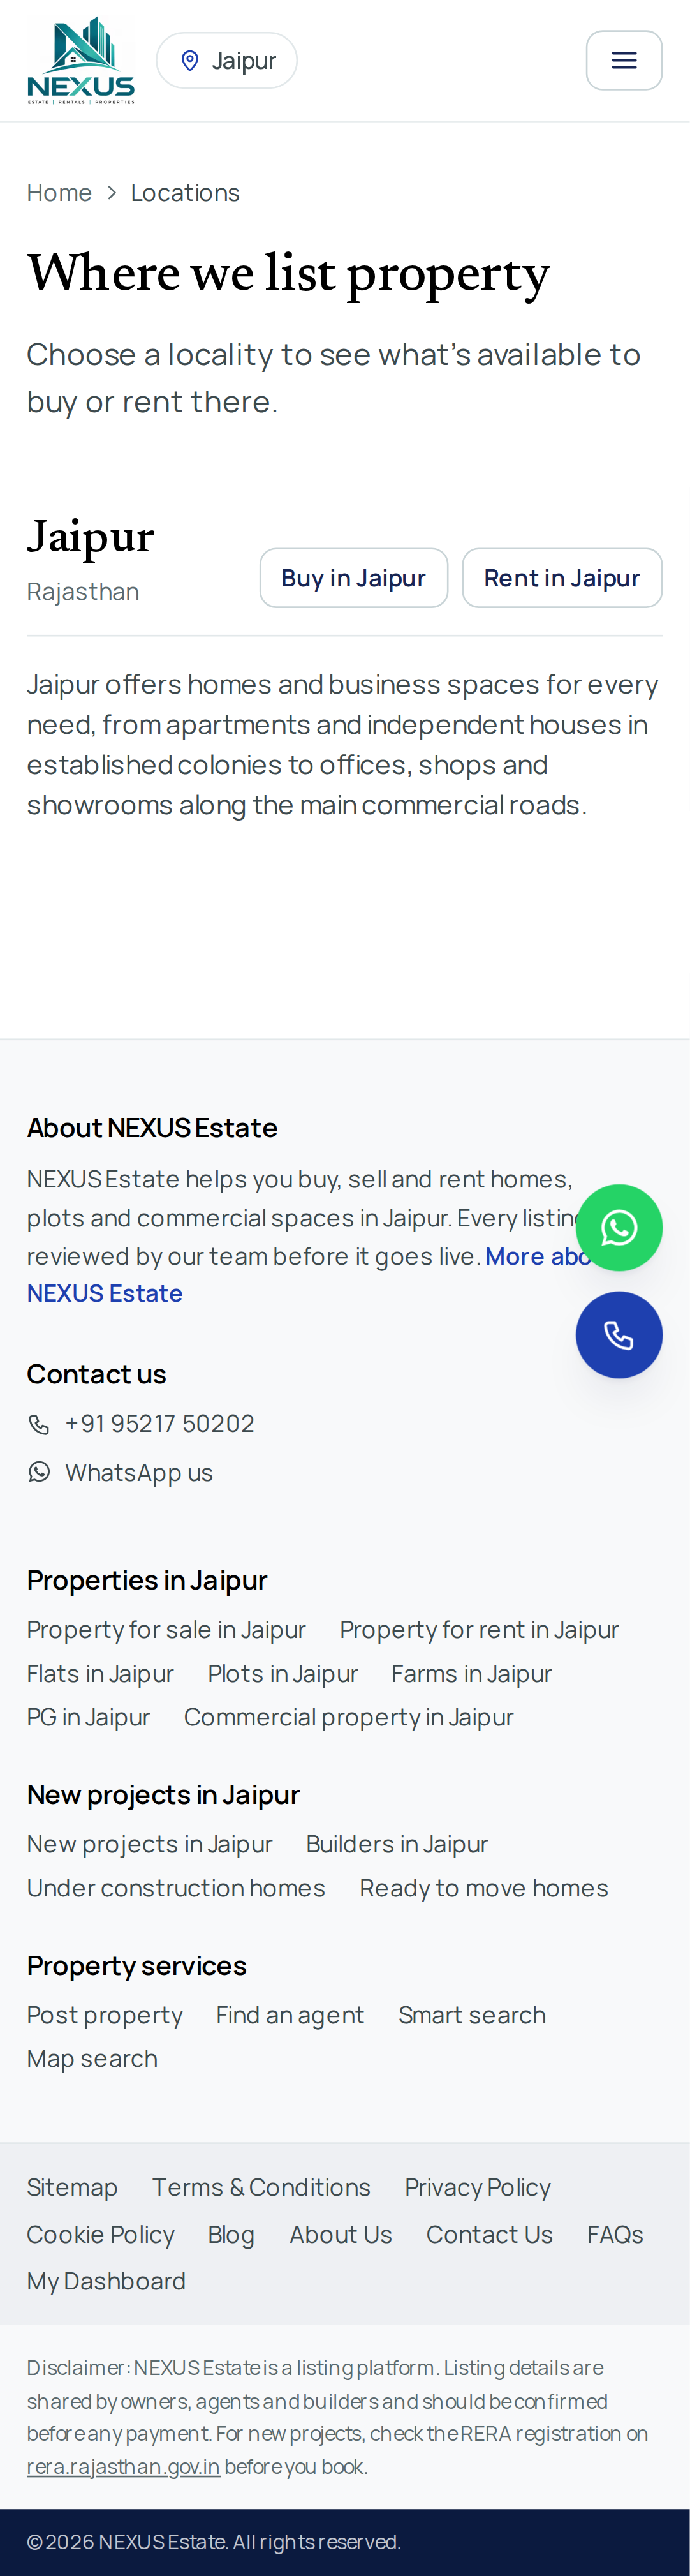 NEXUS
ESTATE | RENTALS | PROPERTIES
Jaipur
Home > Locations
Where we list property
Choose a locality to see what's available to
buy or rent there.
Jaipur
Rajasthan
Buy in Jaipur
Rent in Jaipur
Jaipur offers homes and business spaces for every
need, from apartments and independent houses in
established colonies to offices, shops and
showrooms along the main commercial roads.
About NEXUS Estate
NEXUS Estate helps you buy, sell and rent homes,
plots and commercial spaces in Jaipur. Every
reviewed by our team before it goes live. More
NEXUS Estate
Contact us
+91 95217 50202
WhatsApp us
Properties in Jaipur
Property for sale in Jaipur Property for rent in Jaipur
Flats in Jaipur Plots in Jaipur Farms in Jaipur
PG in Jaipur Commercial property in Jaipur
New projects in Jaipur
New projects in Jaipur Builders in Jaipur
Under construction homes Ready to move homes
Property services
Post property Find an agent Smart search
Map search
Sitemap Terms & Conditions Privacy Policy
Cookie Policy Blog About Us Contact Us FAQs
My Dashboard
Disclaimer: NEXUS Estate is a listing platform. Listing details are
shared by owners, agents and builders and should be confirmed
before any payment. For new projects, check the RERA registration on
rera.rajasthan.gov.in before you book.
© 2026 NEXUS Estate. All rights reserved.